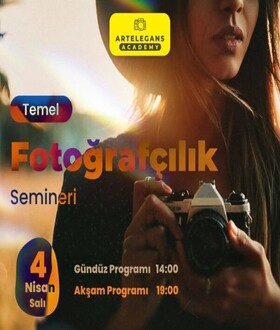 ARTELEGANS
ACADEMY
Temel
Fotoğrafçılık
Semineri
4
Nisan
Salı
Gündüz Programı 14:00
Akşam Programı 19:00